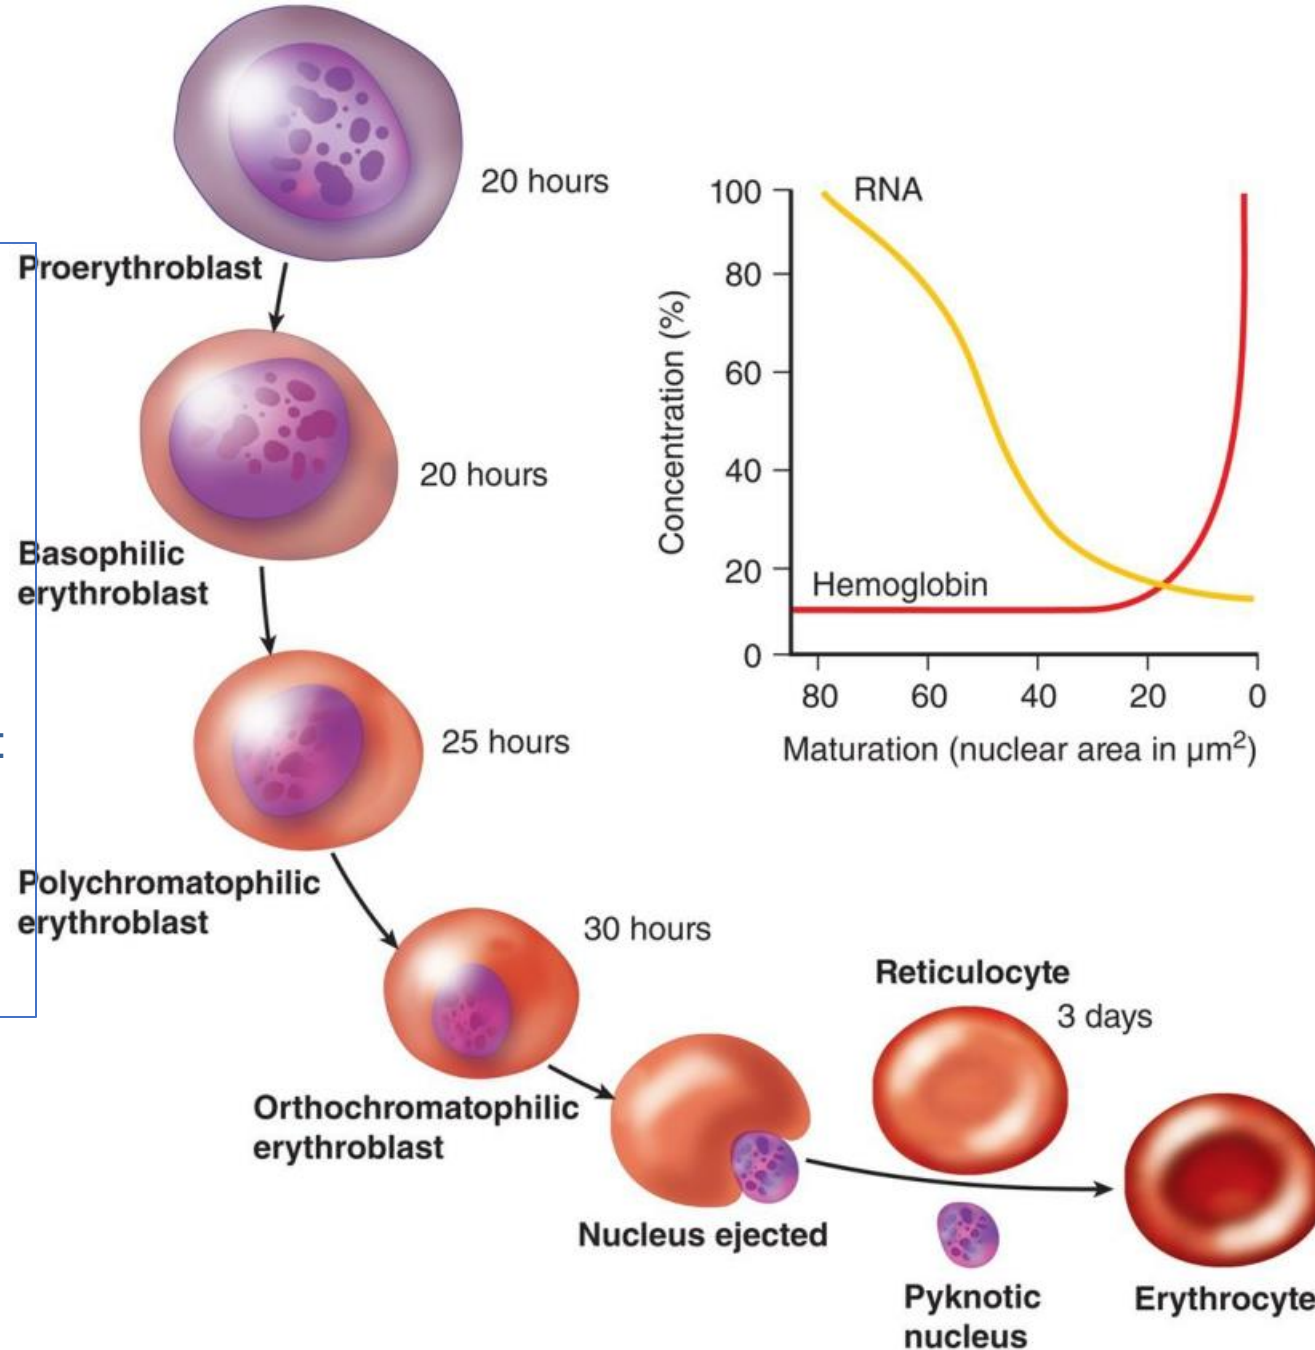 20 hours
Proerythroblast
20 hours
Basophilic
erythroblast
25 hours
Polychromatophilic
erythroblast
30 hours
Orthochromatophilic
erythroblast
Nucleus ejected
Reticulocyte
3 days
Pyknotic
nucleus
Erythrocyte
RNA
Hemoglobin
Concentration (%)
100
80
60
40
20
0
80 60 40 20 0
Maturation (nuclear area in µm²)
: